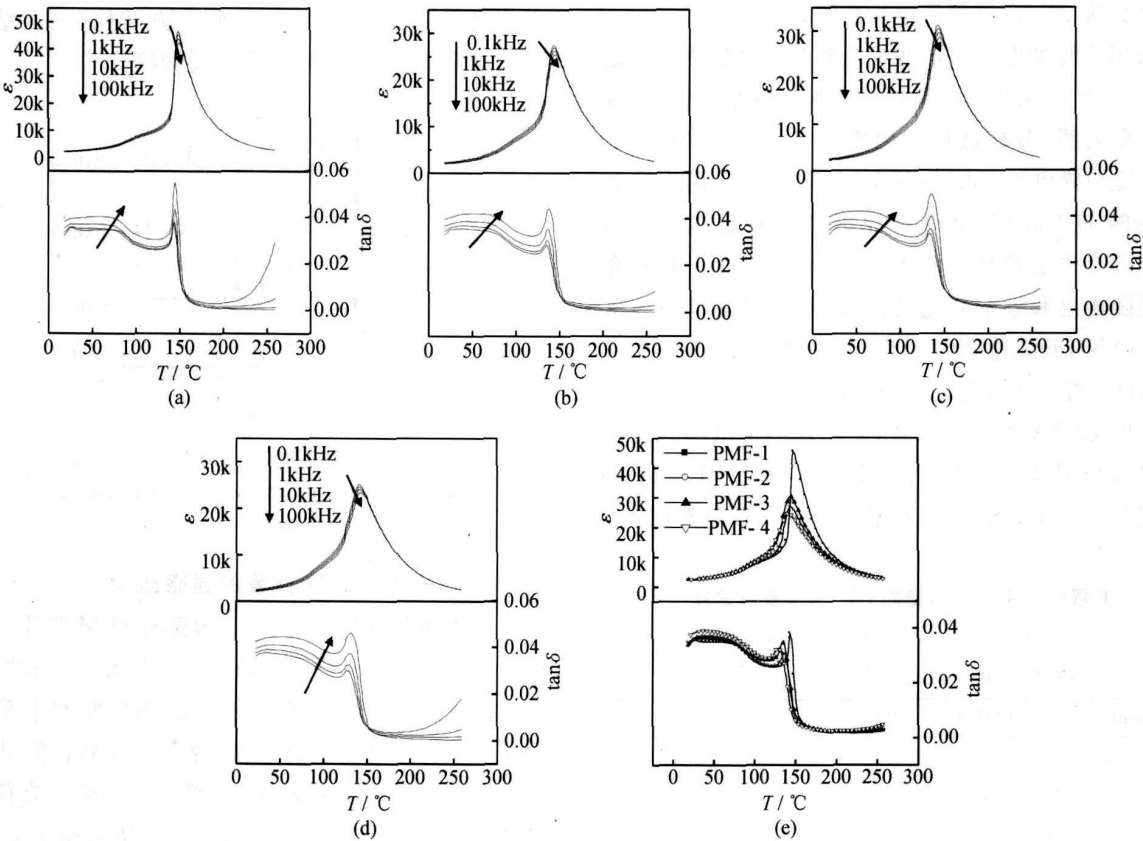 50k
40k
30k
20k
10k
0
ε
0.1kHz
1kHz
10kHz
100kHz
0.06
0.04
0.02
0.00
tanδ
0 50 100 150 200 250 300
T / ℃
(a)
30k
20k
10k
0
ε
0.1kHz
1kHz
10kHz
100kHz
0.06
0.04
0.02
0.00
tanδ
0 50 100 150 200 250 300
T / ℃
(b)
30k
20k
10k
0
ε
0.1kHz
1kHz
10kHz
100kHz
0.06
0.04
0.02
0.00
tanδ
0 50 100 150 200 250 300
T / ℃
(c)
30k
20k
10k
0
ε
0.1kHz
1kHz
10kHz
100kHz
0.06
0.04
0.02
0.00
tanδ
0 50 100 150 200 250 300
T / ℃
(d)
50k
40k
30k
20k
10k
0
ε
PMF-1
PMF-2
PMF-3
PMF-4
0.04
0.02
0.00
tanδ
0 50 100 150 200 250 300
T / ℃
(e)